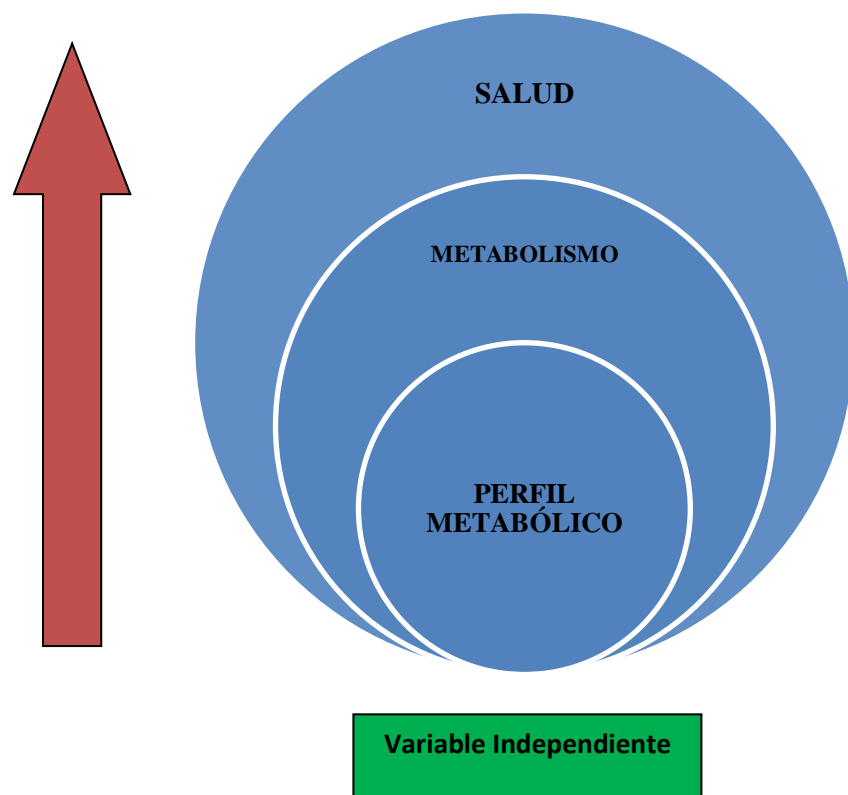 SALUD
METABOLISMO
PERFIL
METABÓLICO
Variable Independiente